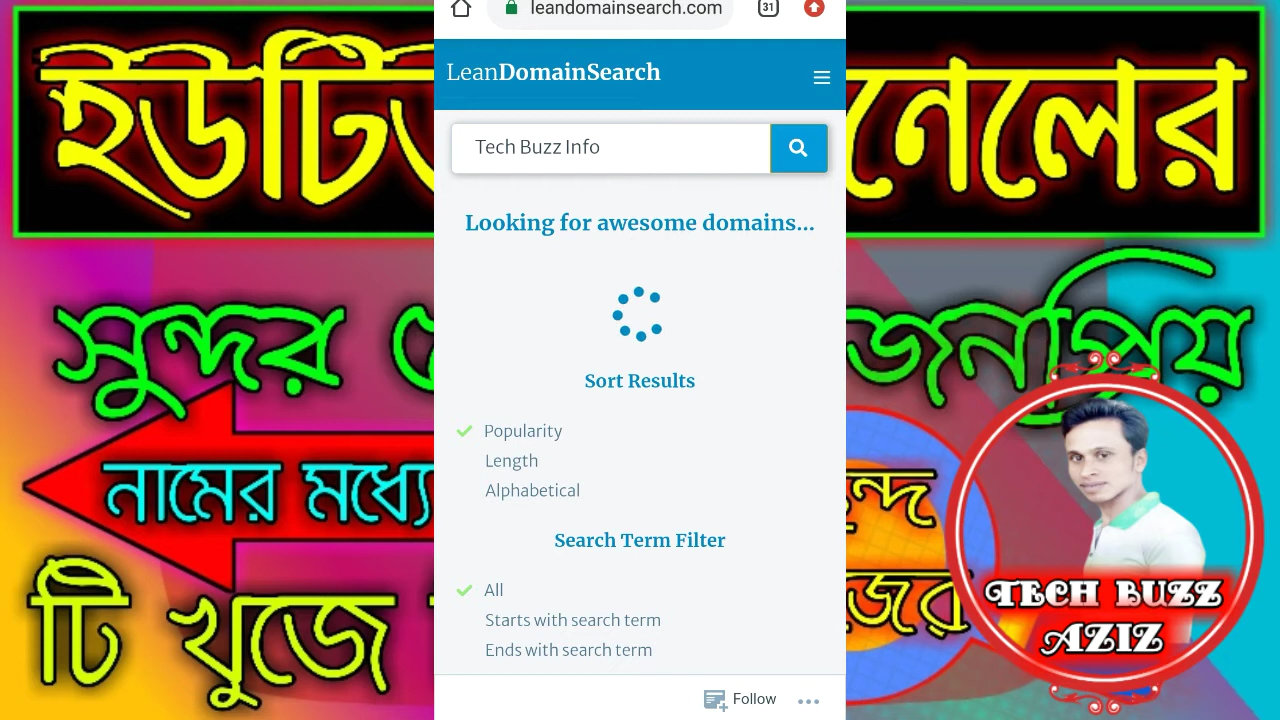 leandomainsearch.com
31
LeanDomainSearch
Tech Buzz Info
Looking for awesome domains...
Sort Results
Popularity
Length
Alphabetical
Search Term Filter
All
Starts with search term
Ends with search term
Follow
সুন্দর
জনপ্রিয়
নামের মধ্যে
টি খুজে
TECH BUZZ
AZIZ